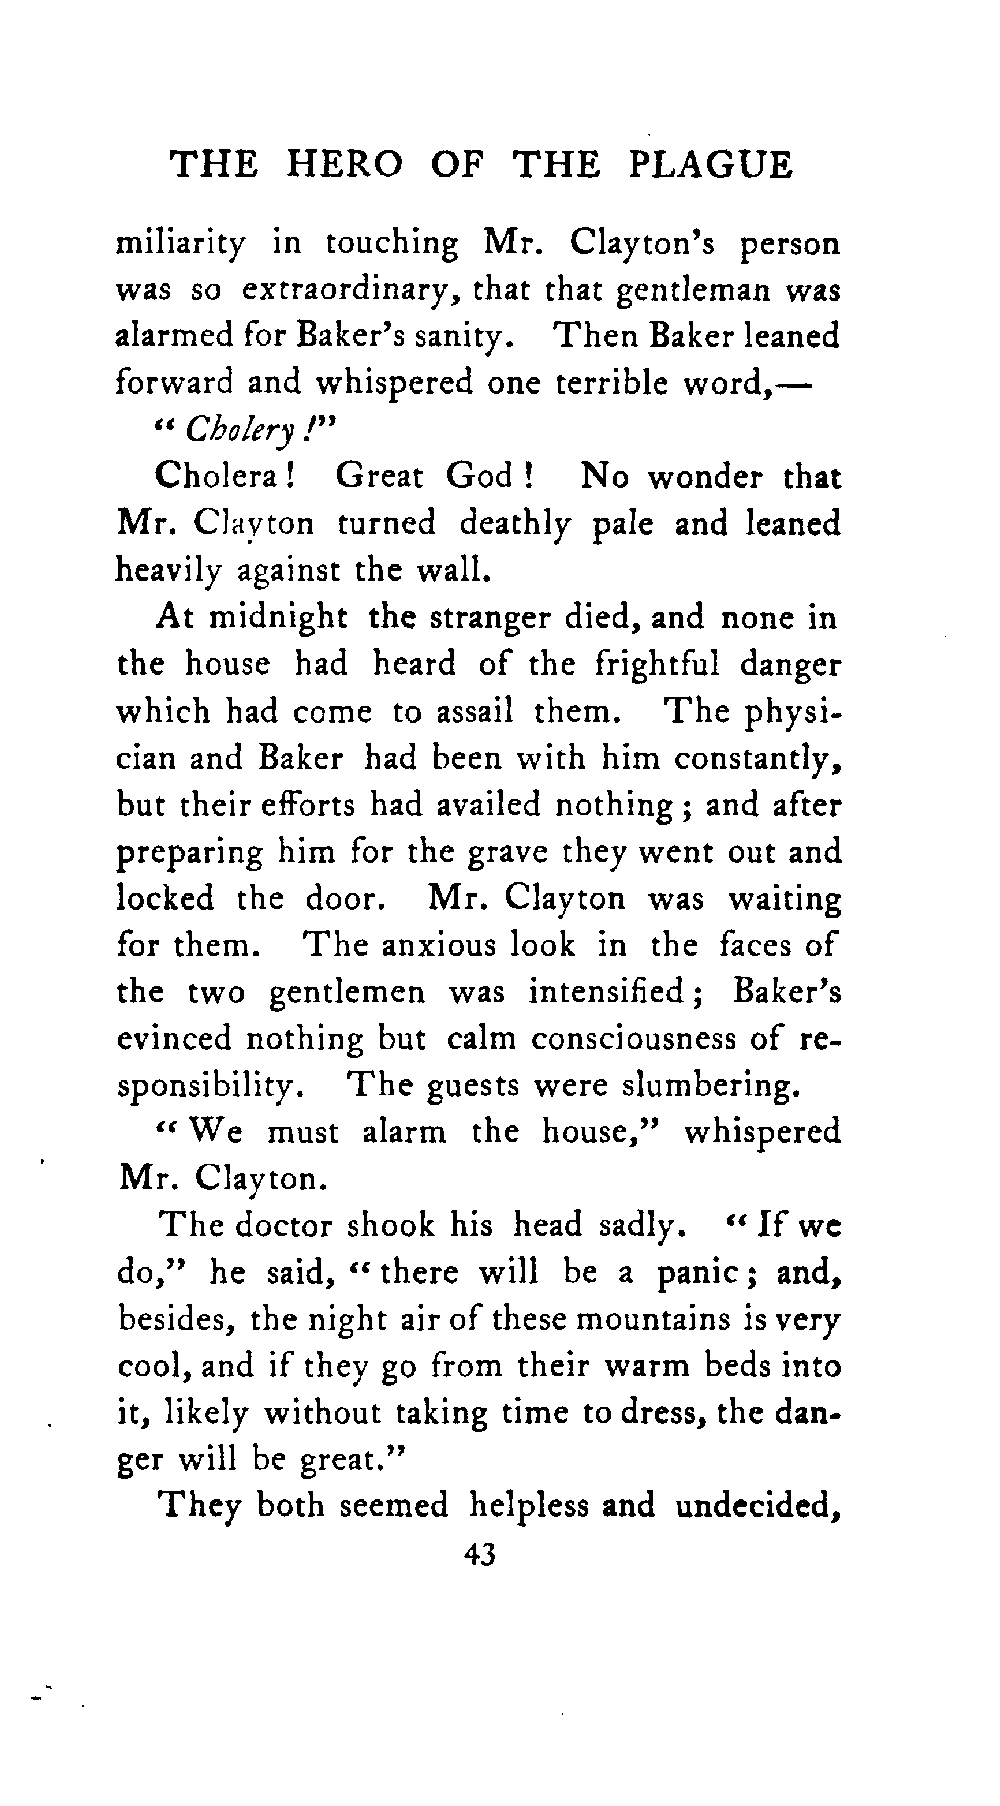 THE HERO OF THE PLAGUE
miliarity in touching Mr. Clayton's person
was so extraordinary, that that gentleman was
alarmed for Baker's sanity. Then Baker leaned
forward and whispered one terrible word,—
"Cholery!"
Cholera! Great God! No wonder that
Mr. Clayton turned deathly pale and leaned
heavily against the wall.
At midnight the stranger died, and none in
the house had heard of the frightful danger
which had come to assail them. The physi-
cian and Baker had been with him constantly,
but their efforts had availed nothing; and after
preparing him for the grave they went out and
locked the door. Mr. Clayton was waiting
for them. The anxious look in the faces of
the two gentlemen was intensified; Baker's
evinced nothing but calm consciousness of re-
sponsibility. The guests were slumbering.
"We must alarm the house," whispered
Mr. Clayton.
The doctor shook his head sadly. "If we
do," he said, "there will be a panic; and,
besides, the night air of these mountains is very
cool, and if they go from their warm beds into
it, likely without taking time to dress, the dan-
ger will be great."
They both seemed helpless and undecided,
43